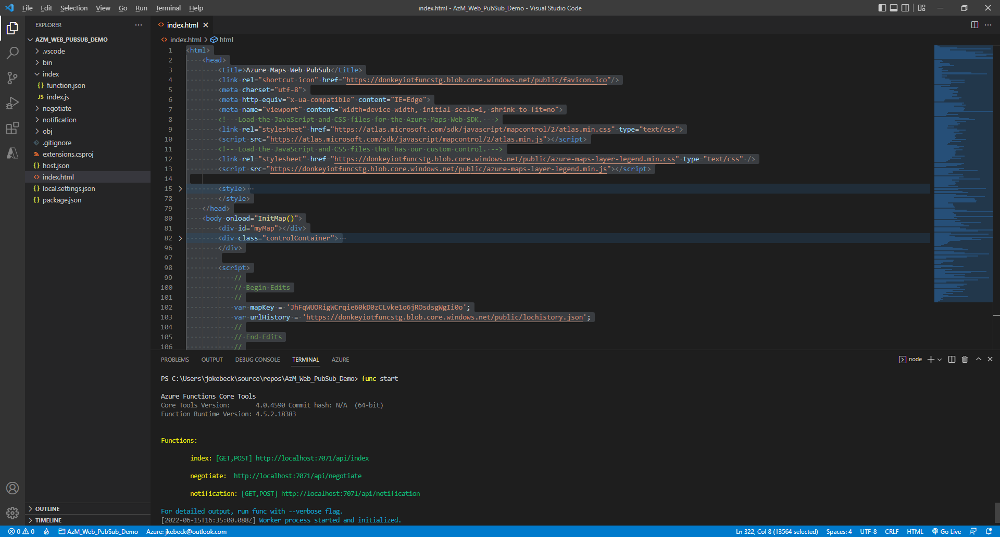 File Edit Selection View Go Run Terminal Help
index.html - AzM_Web_PubSub_Demo - Visual Studio Code
EXPLORER
AZM_WEB_PUBSUB_DEMO
.vscode
bin
index
{} function.json
JS index.js
negotiate
notification
obj
.gitignore
extensions.csproj
{} host.json
<> index.html
{} local.settings.json
{} package.json
OUTLINE
TIMELINE
<> index.html
<> index.html > html
1 <html>
2 <head>
3 <title>Azure Maps Web PubSub</title>
4 <link rel="shortcut icon" href="https://donkeyiotfuncstg.blob.core.windows.net/public/favicon.ico"/>
5 <meta charset="utf-8">
6 <meta http-equiv="x-ua-compatible" content="IE=Edge">
7 <meta name="viewport" content="width=device-width, initial-scale=1, shrink-to-fit=no">
8 <!-- Load the JavaScript and CSS files for the Azure Maps Web SDK. -->
9 <link rel="stylesheet" href="https://atlas.microsoft.com/sdk/javascript/mapcontrol/2/atlas.min.css" type="text/css">
10 <script src="https://atlas.microsoft.com/sdk/javascript/mapcontrol/2/atlas.min.js"></script>
11 <!-- Load the JavaScript and CSS files that has our custom control. -->
12 <link rel="stylesheet" href="https://donkeyiotfuncstg.blob.core.windows.net/public/azure-maps-layer-legend.min.css" type="text/css" />
13 <script src="https://donkeyiotfuncstg.blob.core.windows.net/public/azure-maps-layer-legend.min.js"></script>
14
15 <style>…
78 </style>
79 </head>
80 <body onload="InitMap()">
81 <div id="myMap"></div>
82 <div class="controlContainer">…
96 </div>
97
98 <script>
99 //
100 // Begin Edits
101 //
102 var mapKey = 'JhFqWUORigWCrqie60kD0zCLvke1o6jROsdsgWgIi0o';
103 var urlHistory = 'https://donkeyiotfuncstg.blob.core.windows.net/public/lochistory.json';
104 //
105 // End Edits
106 //
PROBLEMS OUTPUT DEBUG CONSOLE TERMINAL AZURE
node
PS C:\Users\jokebeck\source\repos\AzM_Web_PubSub_Demo> func start
Azure Functions Core Tools
Core Tools Version: 4.0.4590 Commit hash: N/A (64-bit)
Function Runtime Version: 4.5.2.18383
Functions:
index: [GET,POST] http://localhost:7071/api/index
negotiate: http://localhost:7071/api/negotiate
notification: [GET,POST] http://localhost:7071/api/notification
For detailed output, run func with --verbose flag.
[2022-06-15T16:35:00.088Z] Worker process started and initialized.
0 0 AzM_Web_PubSub_Demo Azure: jkebeck@outlook.com
Ln 322, Col 8 (13564 selected) Spaces: 4 UTF-8 CRLF HTML Go Live